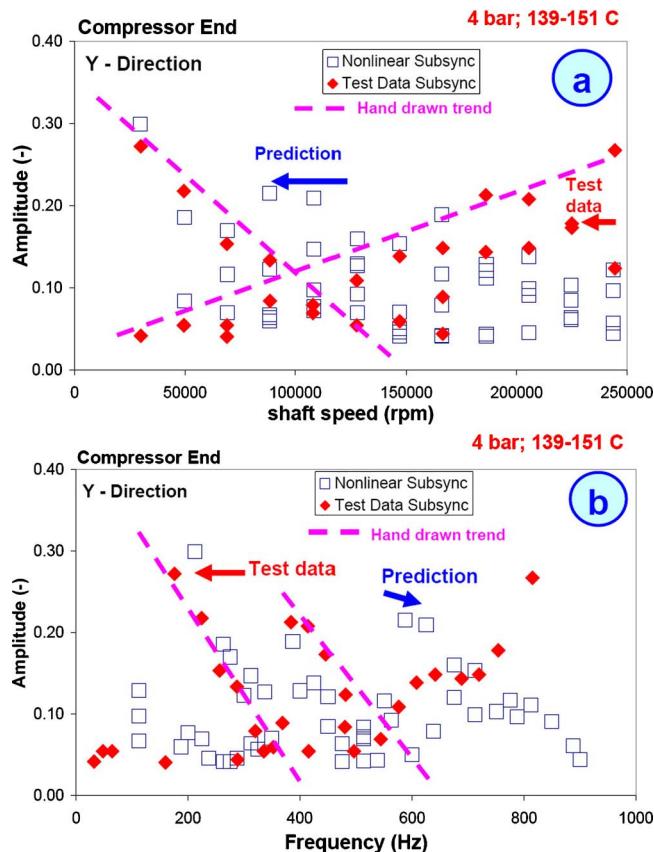 Compressor End
4 bar; 139-151 C
0.40
Y - Direction
Nonlinear Subsync
Test Data Subsync
Hand drawn trend
a
0.30
Prediction
Test
data
Amplitude (-)
0.20
0.10
0.00
0
50000
100000
150000
200000
250000
shaft speed (rpm)
4 bar; 139-151 C
Compressor End
0.40
Y - Direction
Nonlinear Subsync
Test Data Subsync
Hand drawn trend
b
0.30
Test data
Prediction
Amplitude (-)
0.20
0.10
0.00
0
200
400
600
800
1000
Frequency (Hz)